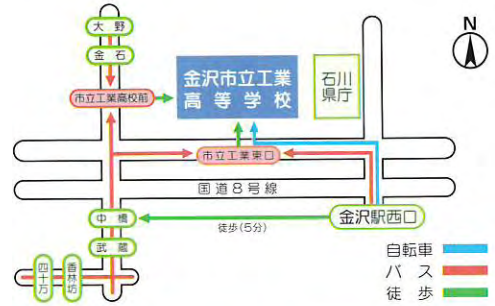 大野
金石
N
金沢市立工業
高等学校
石川
県庁
市立工業高校前
市立工業東口
国道8号線
中橋
徒歩(5分)
金沢駅西口
武蔵
四十万
香林坊
自転車
バス
徒歩